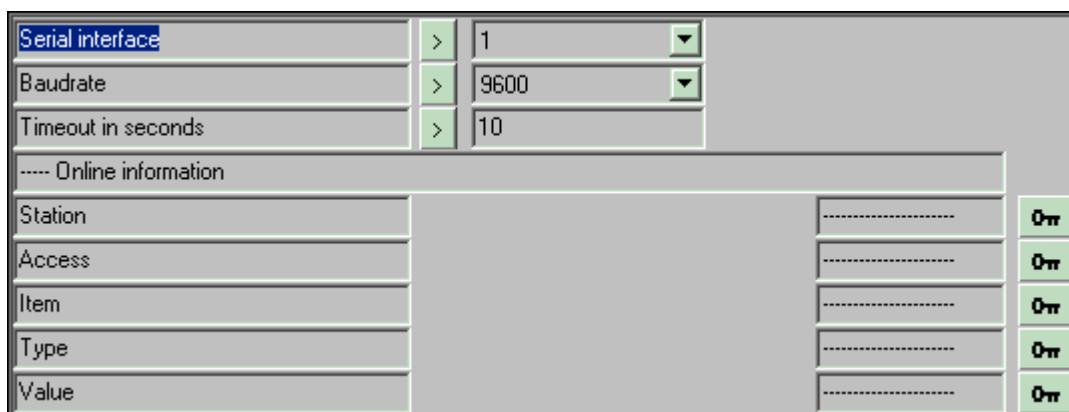 Serial interface > 1
Baudrate > 9600
Timeout in seconds > 10
----- Online information
Station ----------------------
Access ----------------------
Item ----------------------
Type ----------------------
Value ----------------------